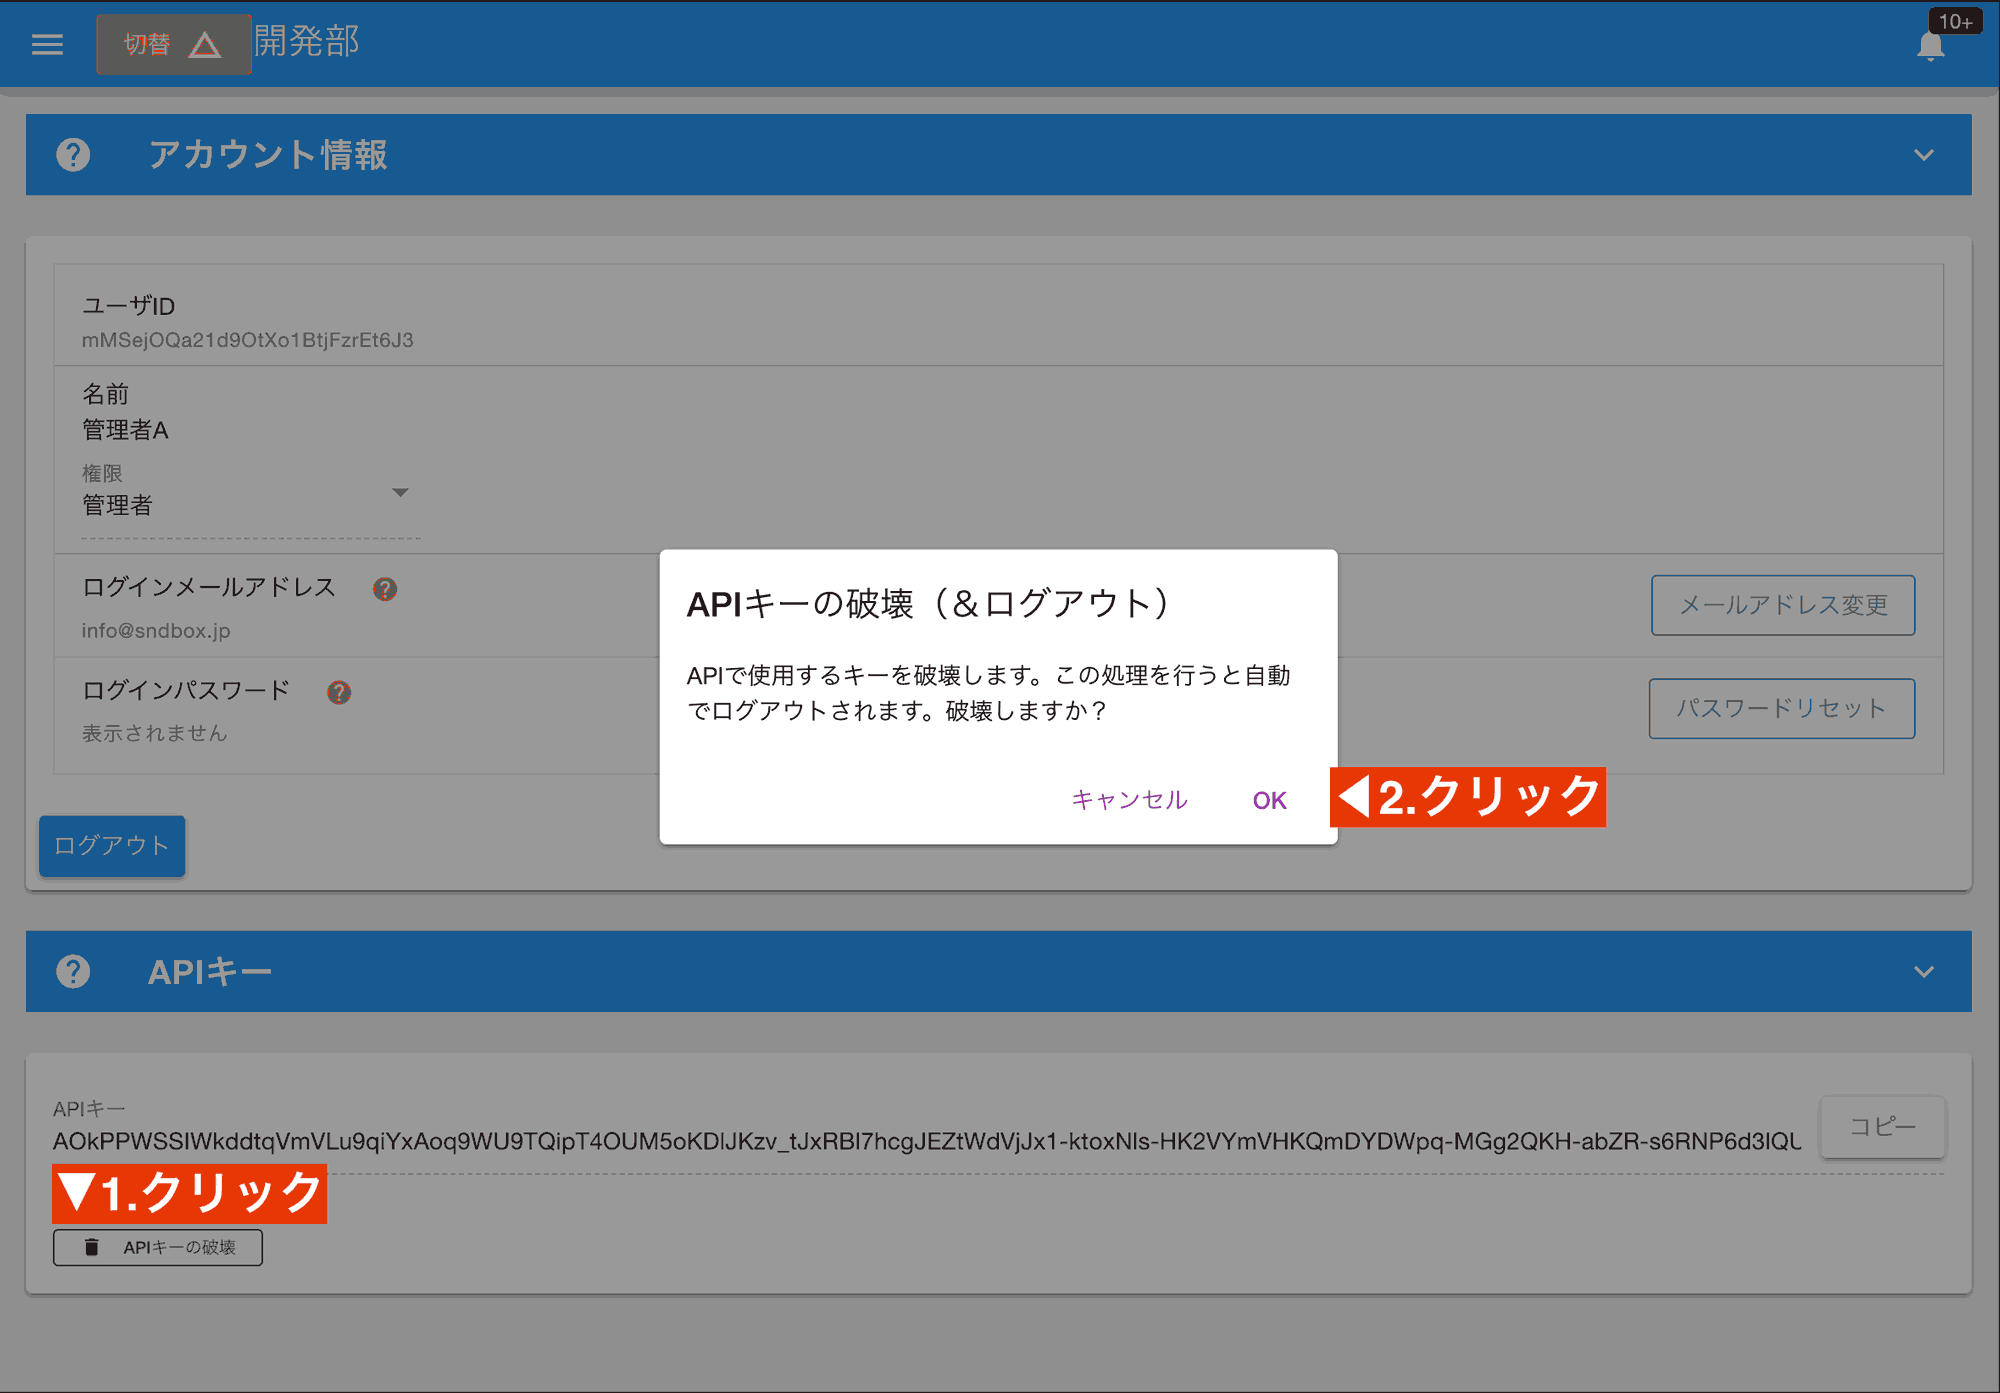 切替 開発部
10+
アカウント情報
ユーザID
mMSejOQa21d9OtXo1BtjFzrEt6J3
名前
管理者A
権限
管理者
ログインメールアドレス
info@sndbox.jp
メールアドレス変更
ログインパスワード
表示されません
パスワードリセット
ログアウト
APIキーの破壊（＆ログアウト）
APIで使用するキーを破壊します。この処理を行うと自動
でログアウトされます。破壊しますか？
キャンセル
OK
◀2.クリック
APIキー
APIキー
AOkPPWSSIWkddtqVmVLu9qiYxAoq9WU9TQipT4OUM5oKDlJKzv_tJxRBl7hcgJEZtWdVjJx1-ktoxNls-HK2VYmVHKQmDYDWpq-MGg2QKH-abZR-s6RNP6d3lQU
コピー
▼1.クリック
APIキーの破壊